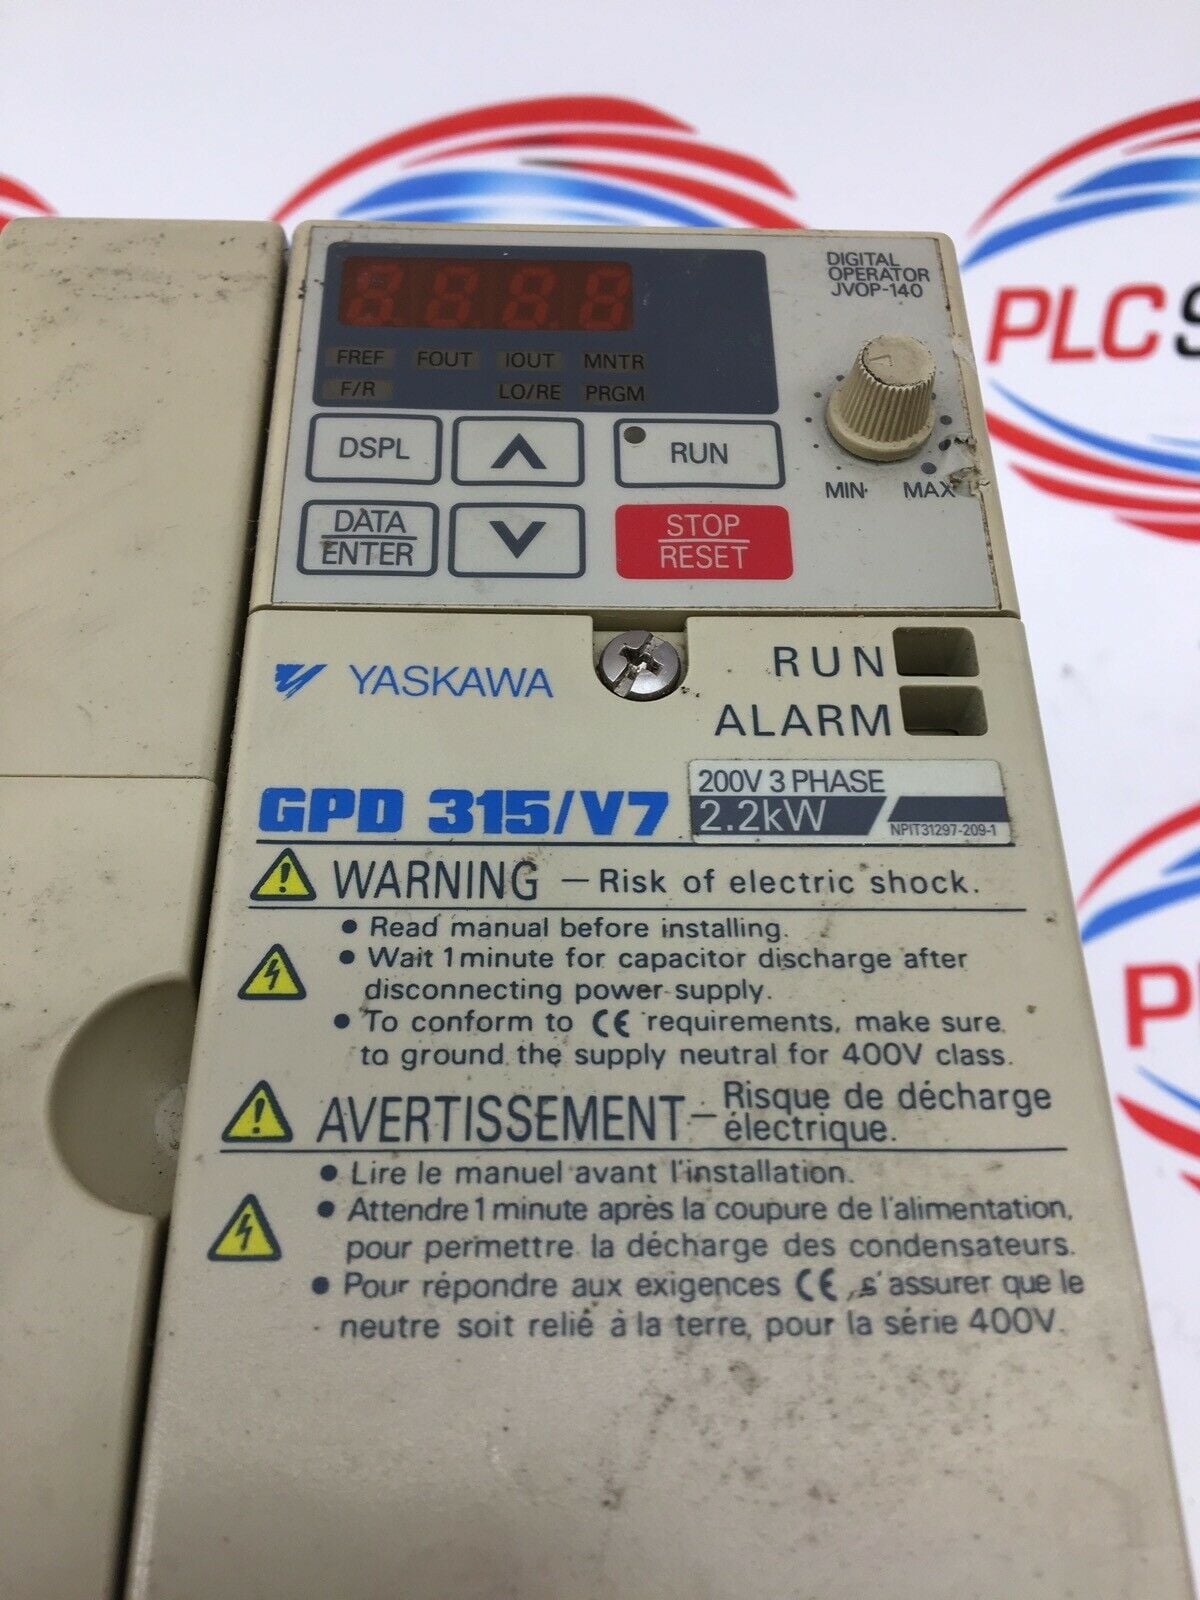 DIGITAL
OPERATOR
JVOP-140
8.8.8.8
FREF FOUT IOUT MNTR
F/R LO/RE PRGM
DSPL
RUN
MIN MAX
DATA
ENTER
STOP
RESET
YASKAWA
RUN
ALARM
GPD 315/V7
200V 3 PHASE
2.2kW
NPIT31297-209-1
WARNING – Risk of electric shock.
• Read manual before installing.
• Wait 1 minute for capacitor discharge after
disconnecting power supply.
• To conform to CE requirements, make sure
to ground the supply neutral for 400V class.
AVERTISSEMENT – Risque de décharge
électrique.
• Lire le manuel avant l'installation.
• Attendre 1 minute après la coupure de l'alimentation,
pour permettre la décharge des condensateurs.
• Pour répondre aux exigences CE, s'assurer que le
neutre soit relié à la terre, pour la série 400V.
PLC S
P